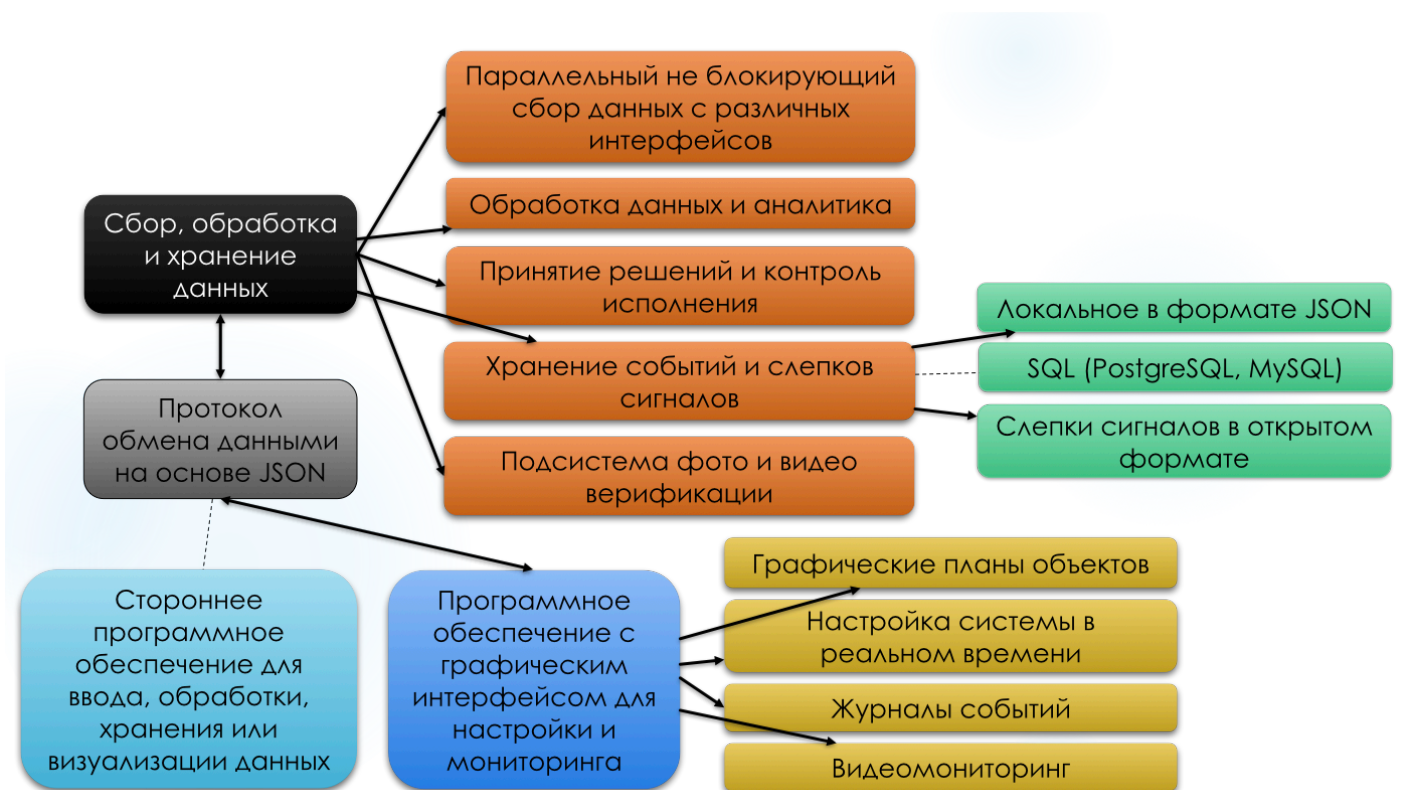 Параллельный не блокирующий
сбор данных с различных
интерфейсов
Сбор, обработка
и хранение
данных
Обработка данных и аналитика
Принятие решений и контроль
исполнения
Хранение событий и слепков
сигналов
Подсистема фото и видео
верификации
Локальное в формате JSON
SQL (PostgreSQL, MySQL)
Слепки сигналов в открытом
формате
Протокол
обмена данными
на основе JSON
Стороннее
программное
обеспечение для
ввода, обработки,
хранения или
визуализации данных
Программное
обеспечение с
графическим
интерфейсом для
настройки и
мониторинга
Графические планы объектов
Настройка системы в
реальном времени
Журналы событий
Видеомониторинг